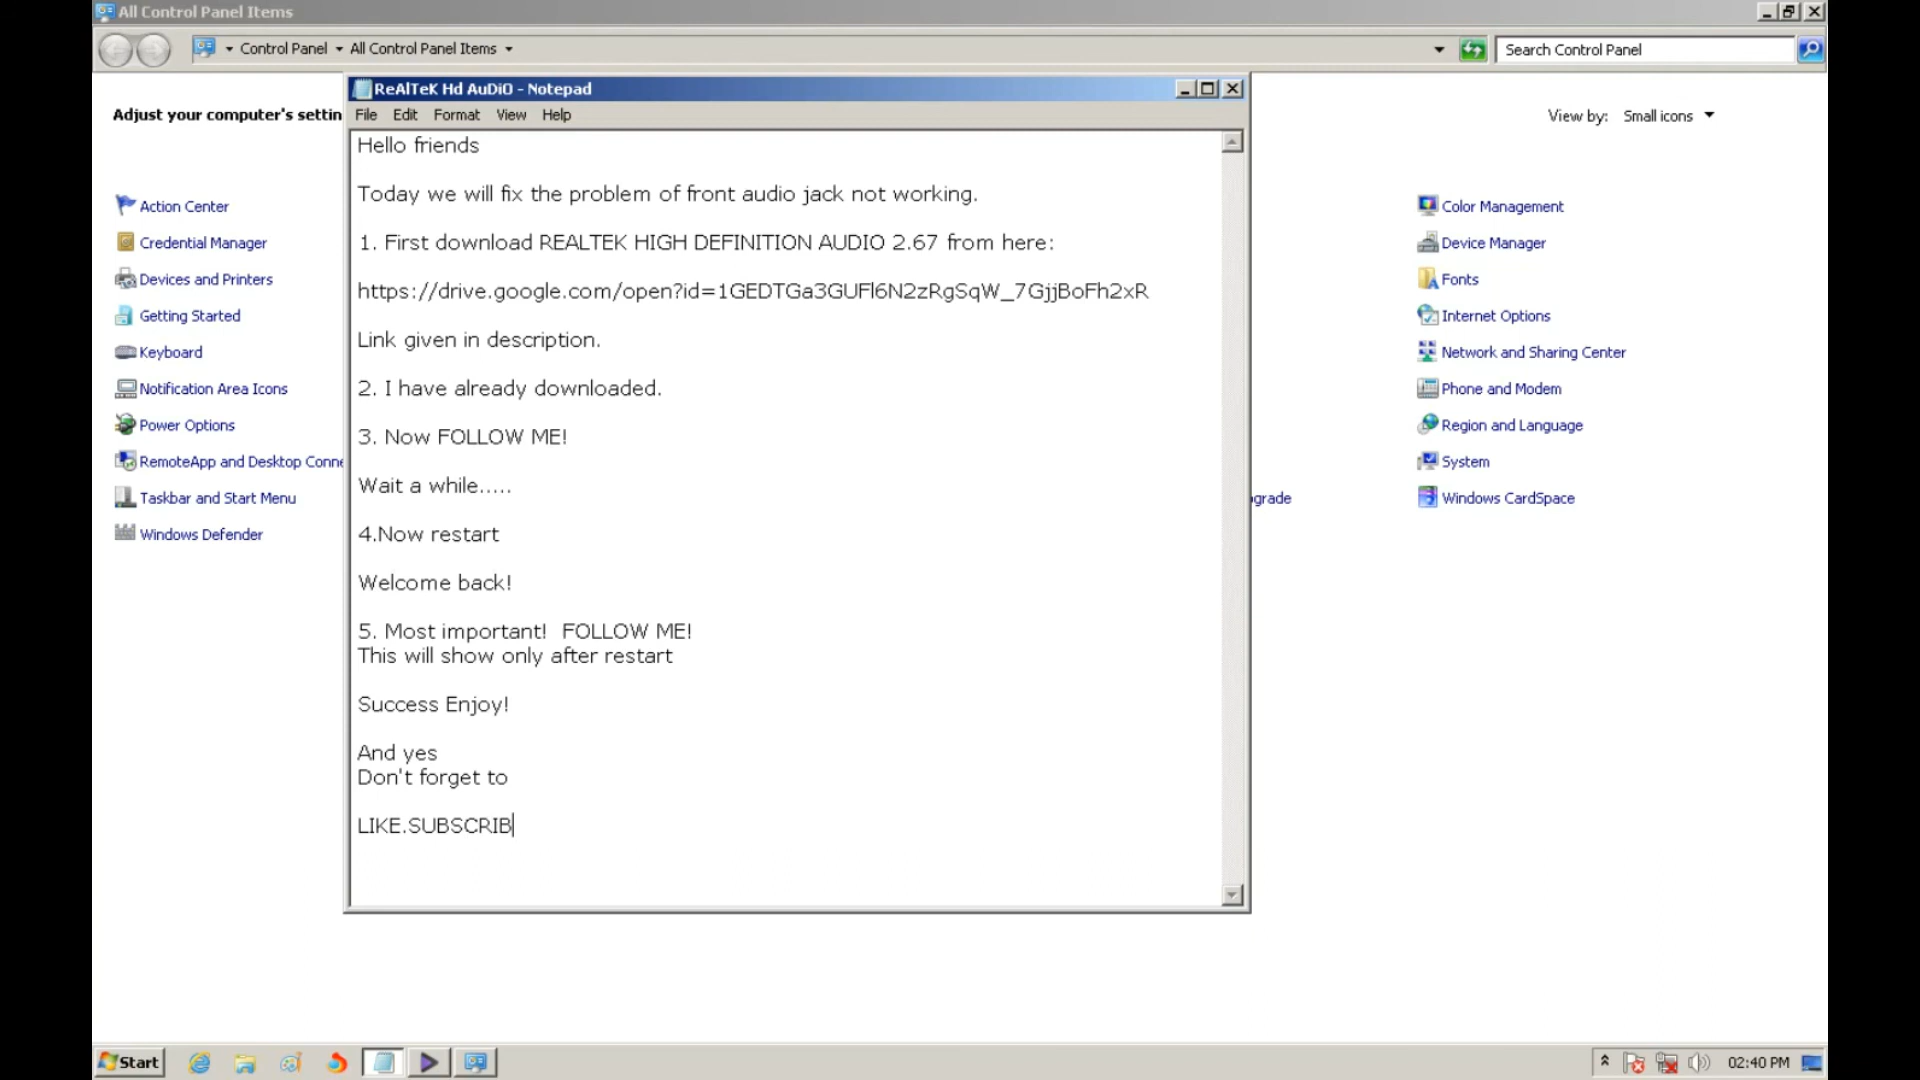 All Control Panel Items
Control Panel
All Control Panel Items
Search Control Panel
Adjust your computer's settin
View by:
Small icons
Action Center
Credential Manager
Devices and Printers
Getting Started
Keyboard
Notification Area Icons
Power Options
RemoteApp and Desktop Conne
Taskbar and Start Menu
Windows Defender
ReAlTeK Hd AuDiO - Notepad
File Edit Format View Help
Hello friends
Today we will fix the problem of front audio jack not working.
1. First download REALTEK HIGH DEFINITION AUDIO 2.67 from here:
https://drive.google.com/open?id=1GEDTGa3GUFl6N2zRgSqW_7GjjBoFh2xR
Link given in description.
2. I have already downloaded.
3. Now FOLLOW ME!
Wait a while.....
4.Now restart
Welcome back!
5. Most important!  FOLLOW ME!
This will show only after restart
Success Enjoy!
And yes
Don't forget to
LIKE.SUBSCRIB
grade
Color Management
Device Manager
Fonts
Internet Options
Network and Sharing Center
Phone and Modem
Region and Language
System
Windows CardSpace
Start
02:40 PM